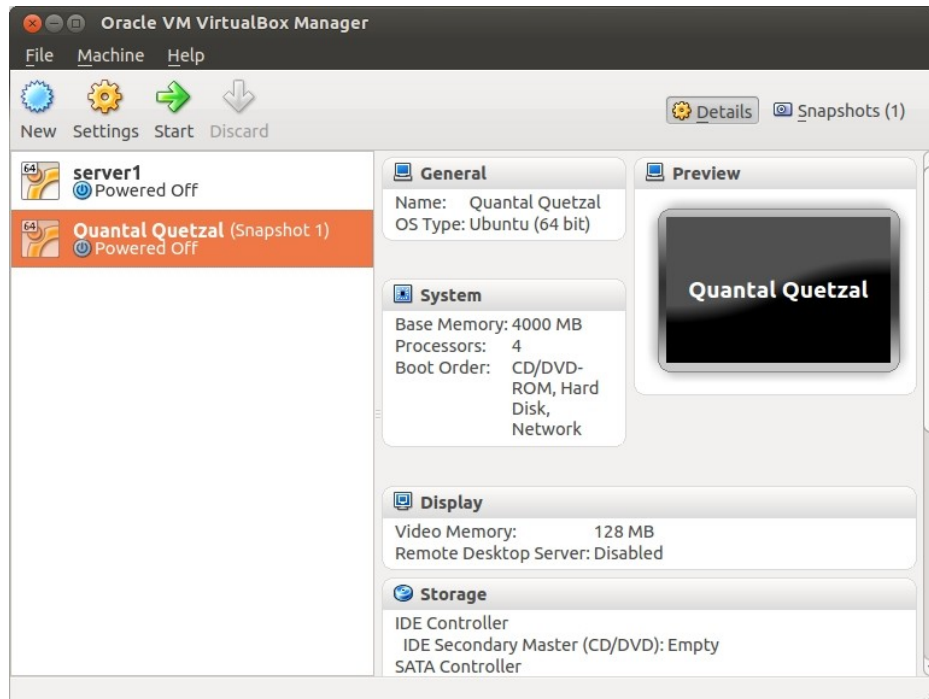 Oracle VM VirtualBox Manager
File Machine Help
New Settings Start Discard
Details Snapshots (1)
64 server1
Powered Off
64 Quantal Quetzal (Snapshot 1)
Powered Off
General
Name: Quantal Quetzal
OS Type: Ubuntu (64 bit)
System
Base Memory: 4000 MB
Processors: 4
Boot Order: CD/DVD-
ROM, Hard
Disk,
Network
Preview
Quantal Quetzal
Display
Video Memory: 128 MB
Remote Desktop Server: Disabled
Storage
IDE Controller
IDE Secondary Master (CD/DVD): Empty
SATA Controller